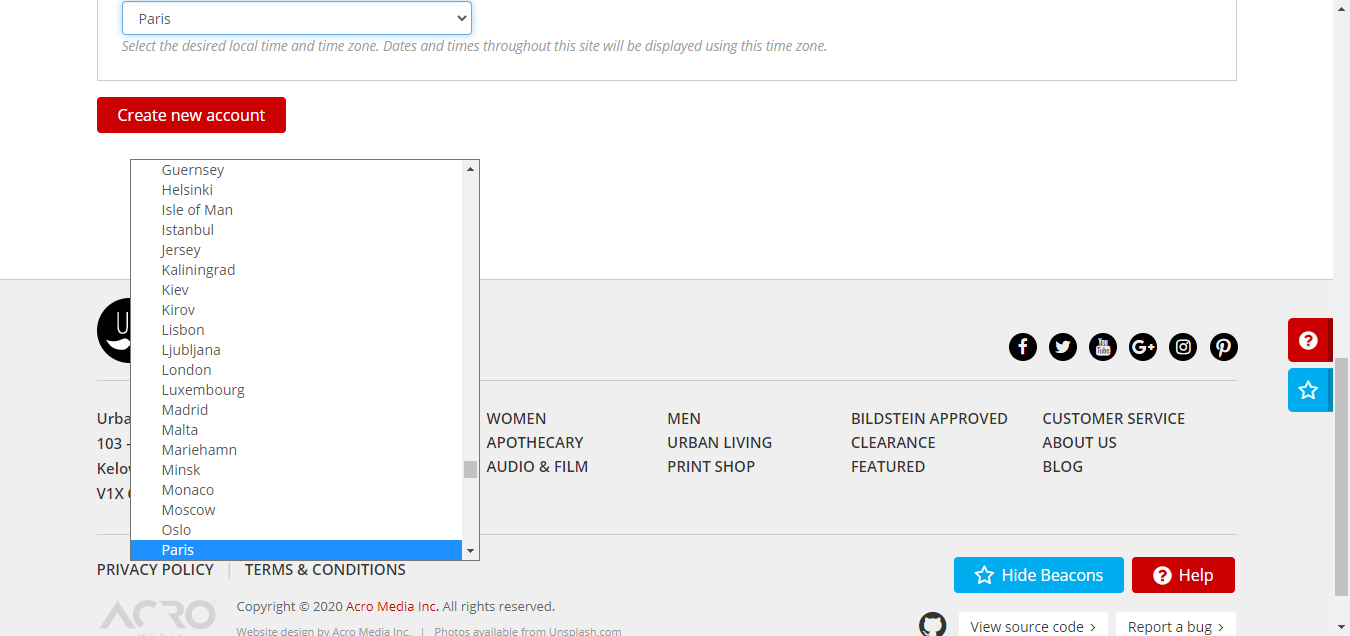 Paris
Select the desired local time and time zone. Dates and times throughout this site will be displayed using this time zone.
Create new account
Guernsey
Helsinki
Isle of Man
Istanbul
Jersey
Kaliningrad
Kiev
Kirov
Lisbon
Ljubljana
London
Luxembourg
Madrid
Malta
Mariehamn
Minsk
Monaco
Moscow
Oslo
Paris
U
Urba
103 -
Kelov
V1X
WOMEN
APOTHECARY
AUDIO & FILM
MEN
URBAN LIVING
PRINT SHOP
BILDSTEIN APPROVED
CLEARANCE
FEATURED
CUSTOMER SERVICE
ABOUT US
BLOG
PRIVACY POLICY | TERMS & CONDITIONS
Hide Beacons
Help
ACRO
Copyright © 2020 Acro Media Inc. All rights reserved.
Website design by Acro Media Inc. | Photos available from Unsplash.com
View source code >
Report a bug >